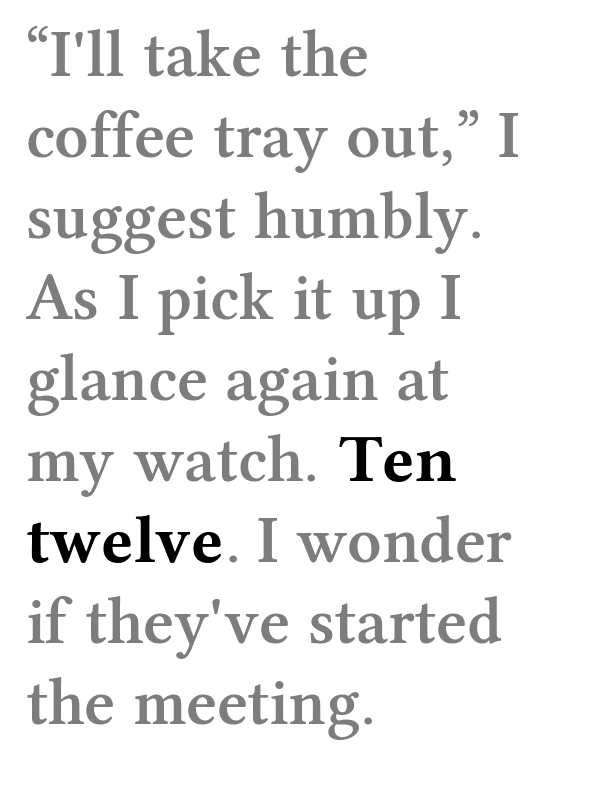 “I'll take the
coffee tray out,” I
suggest humbly.
As I pick it up I
glance again at
my watch. Ten
twelve. I wonder
if they've started
the meeting.